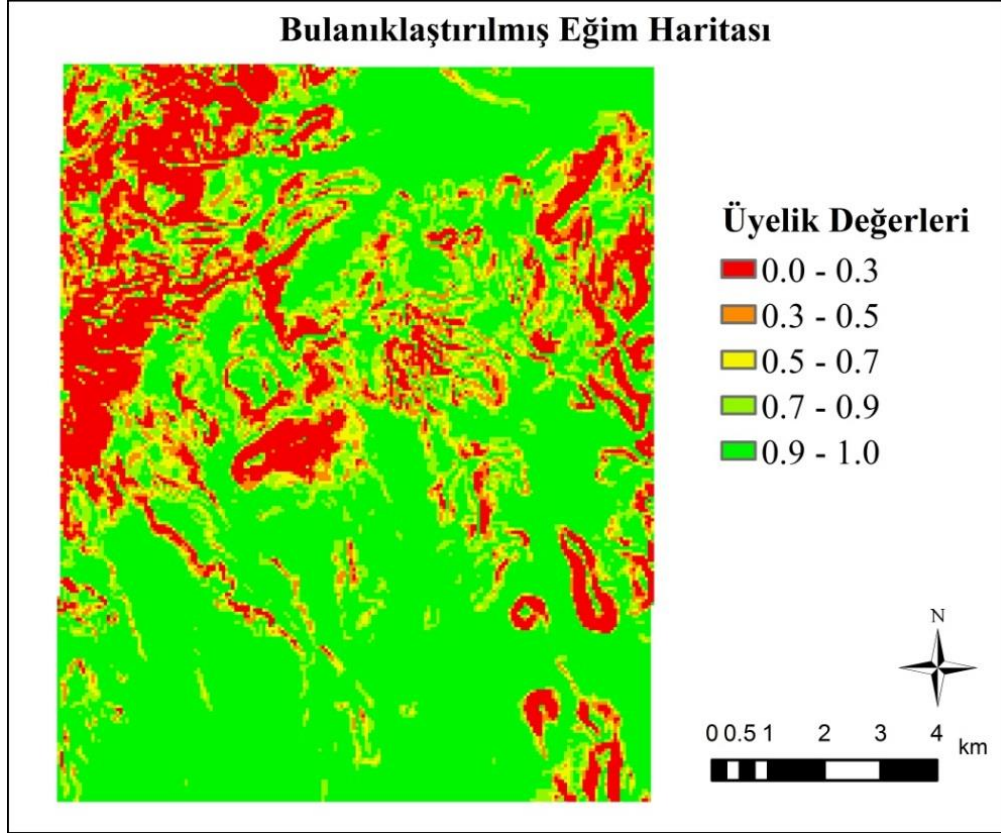 Bulanıklaştırılmış Eğim Haritası
Üyelik Değerleri
0.0 - 0.3
0.3 - 0.5
0.5 - 0.7
0.7 - 0.9
0.9 - 1.0
N
0 0.5 1 2 3 4
km